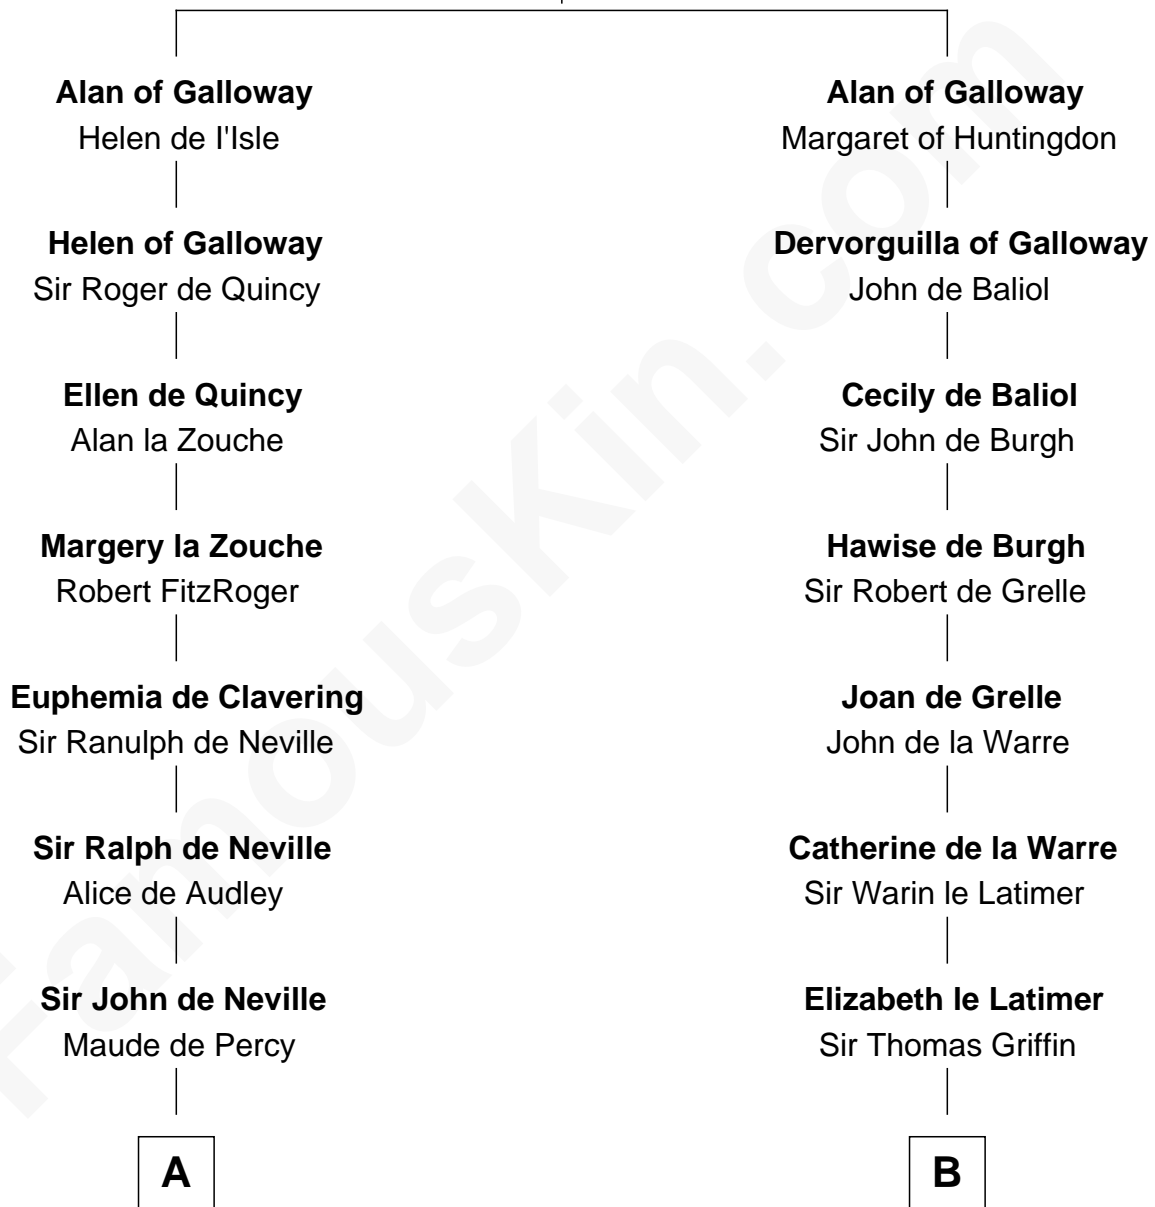 Alan of Galloway
Helen de l'Isle
Helen of Galloway
Sir Roger de Quincy
Ellen de Quincy
Alan la Zouche
Margery la Zouche
Robert FitzRoger
Euphemia de Clavering
Sir Ranulph de Neville
Sir Ralph de Neville
Alice de Audley
Sir John de Neville
Maude de Percy
A
Alan of Galloway
Margaret of Huntingdon
Dervorguilla of Galloway
John de Baliol
Cecily de Baliol
Sir John de Burgh
Hawise de Burgh
Sir Robert de Grelle
Joan de Grelle
John de la Warre
Catherine de la Warre
Sir Warin le Latimer
Elizabeth le Latimer
Sir Thomas Griffin
B
FamousKin.com